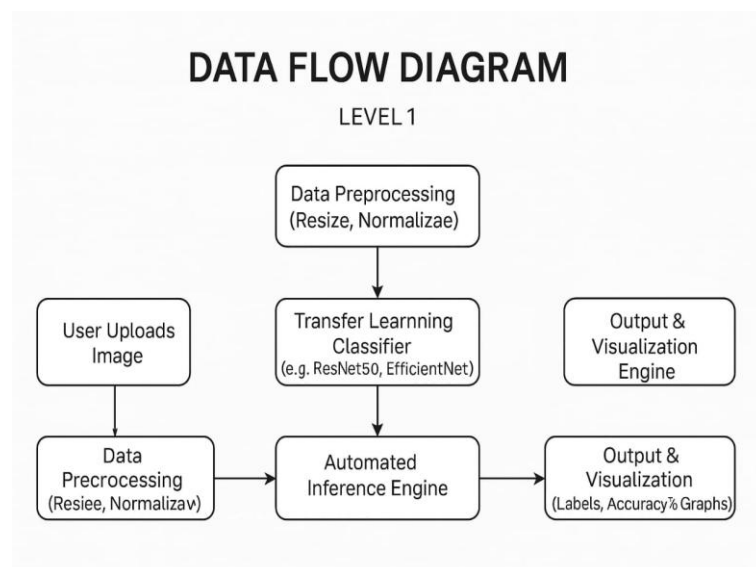 DATA FLOW DIAGRAM
LEVEL 1
Data Preprocessing
(Resize, Normalizae)
User Uploads
Image
Transfer Learnning
Classifier
(e.g. ResNet50, EfficientNet)
Output &
Visualization
Engine
Data
Precrocessing
(Resiee, Normalizav)
Automated
Inference Engine
Output &
Visualization
(Labels, Accuracy% Graphs)